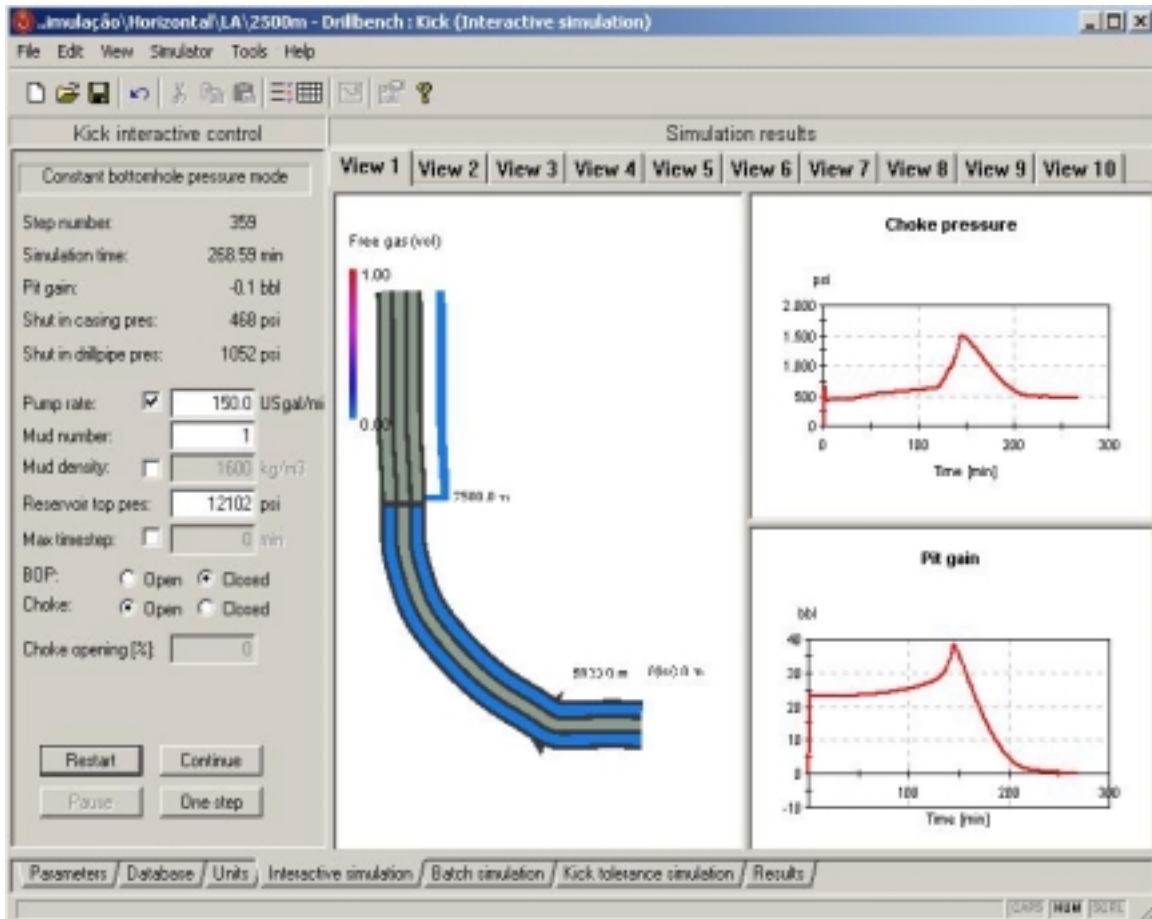 ..imulação\Horizontal\LA\2500m - Drillbench : Kick (Interactive simulation)
File Edit View Simulator Tools Help
Kick interactive control
Constant bottomhole pressure mode
Step number: 359
Simulation time: 268.59 min
Pit gain: -0.1 bbl
Shut in casing pres: 468 psi
Shut in drillpipe pres: 1052 psi
Pump rate: 150.0 USgal/mi
Mud number: 1
Mud density: 1600 kg/m3
Reservoir top pres: 12102 psi
Max timestep: 0 min
BOP: Open Closed
Choke: Open Closed
Choke opening [%]: 0
Restart Continue
Pause One step
Simulation results
View 1 View 2 View 3 View 4 View 5 View 6 View 7 View 8 View 9 View 10
Free gas (vol)
1.00
0.00
m
m m
Choke pressure
psi
2.000
1.500
1.000
500
0
0 100 200 300
Time [min]
Pit gain
bbl
40
30
20
10
0
-10
100 200 300
Time [min]
Parameters Database Units Interactive simulation Batch simulation Kick tolerance simulation Results
CAPS NUM SCRL